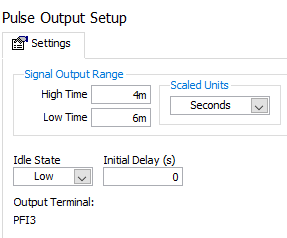 Pulse Output Setup
Settings
Signal Output Range
High Time 4m
Low Time 6m
Scaled Units
Seconds
Idle State
Low
Initial Delay (s)
0
Output Terminal:
PFI3